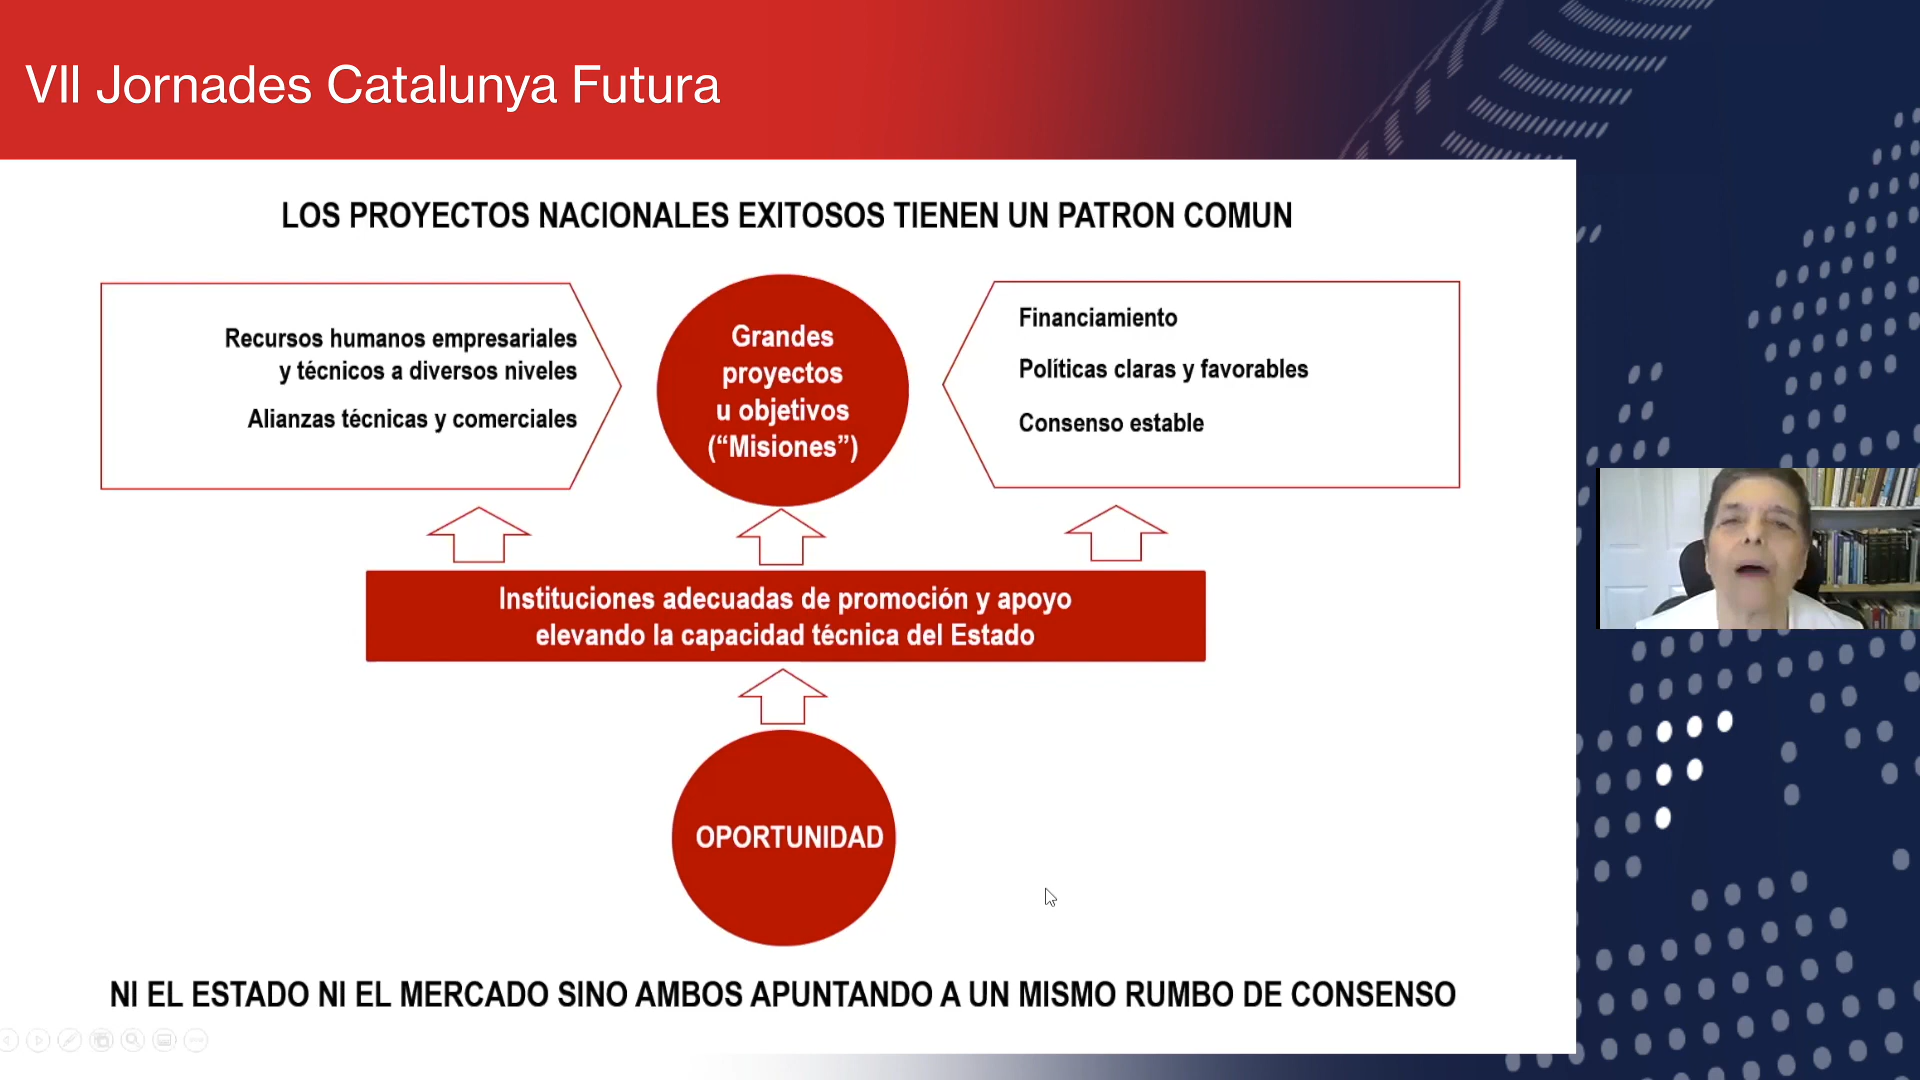 VII Jornades Catalunya Futura
LOS PROYECTOS NACIONALES EXITOSOS TIENEN UN PATRON COMUN
Recursos humanos empresariales
y técnicos a diversos niveles
Alianzas técnicas y comerciales
Grandes
proyectos
u objetivos
(“Misiones”)
Financiamiento
Políticas claras y favorables
Consenso estable
Instituciones adecuadas de promoción y apoyo
elevando la capacidad técnica del Estado
OPORTUNIDAD
NI EL ESTADO NI EL MERCADO SINO AMBOS APUNTANDO A UN MISMO RUMBO DE CONSENSO